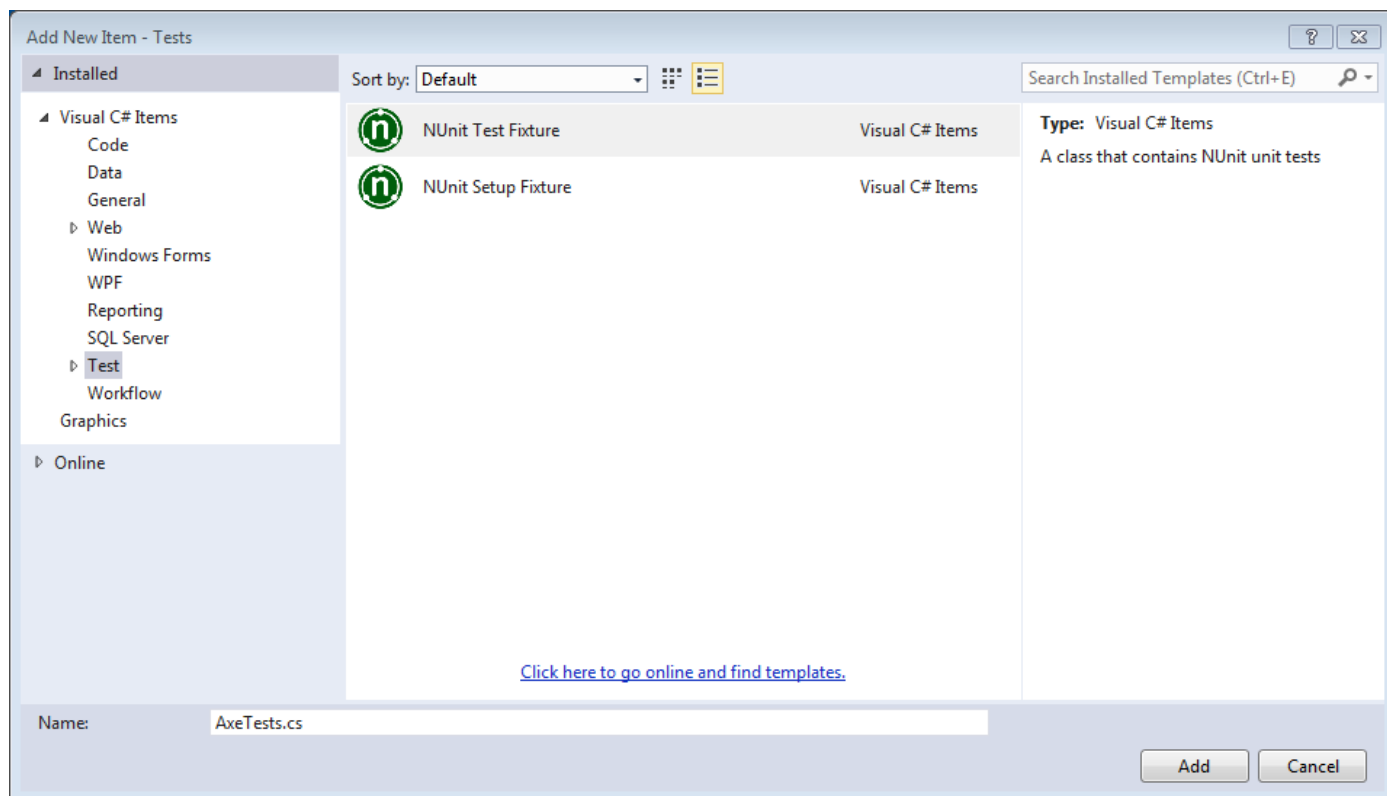 Add New Item - Tests
Installed
Sort by: Default
Search Installed Templates (Ctrl+E)
Visual C# Items
Code
Data
General
Web
Windows Forms
WPF
Reporting
SQL Server
Test
Workflow
Graphics
Online
NUnit Test Fixture Visual C# Items
NUnit Setup Fixture Visual C# Items
Click here to go online and find templates.
Type: Visual C# Items
A class that contains NUnit unit tests
Name: AxeTests.cs
Add Cancel